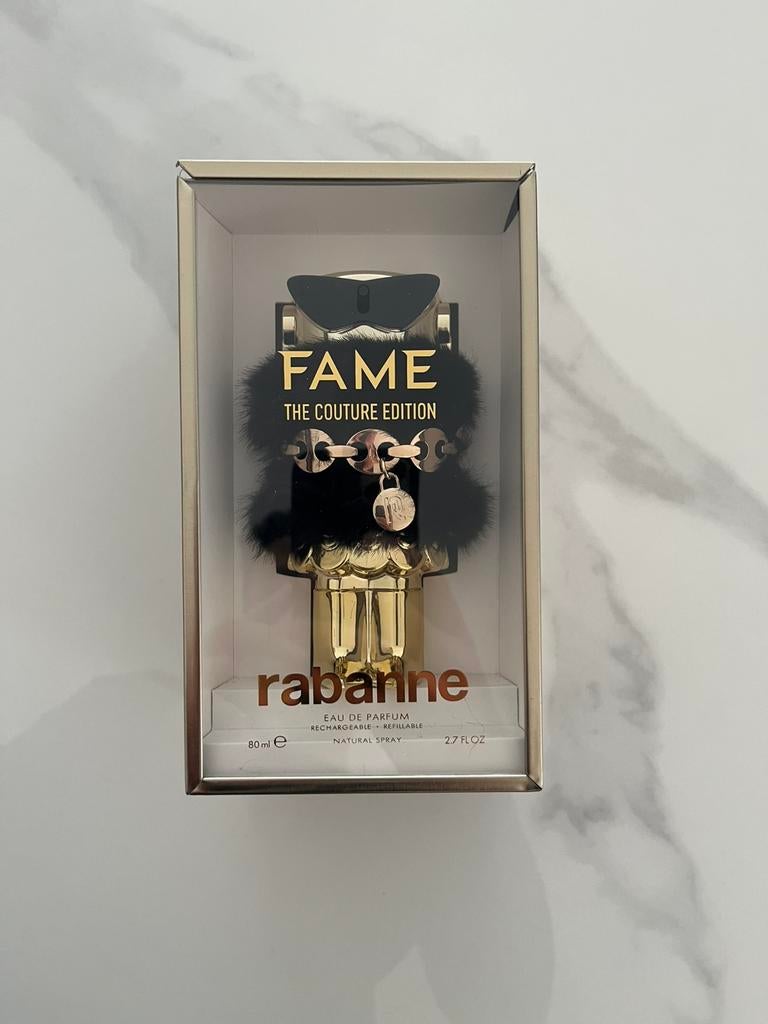 FAME
THE COUTURE EDITION
rabanne
EAU DE PARFUM
RECHARGEABLE • REFILLABLE
80 ml ℮ NATURAL SPRAY 2.7 FL OZ